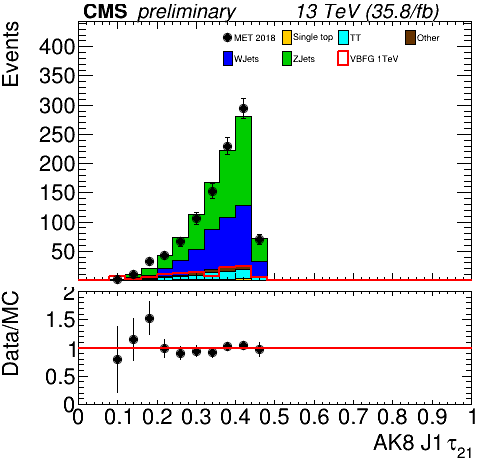 CMS preliminary 13 TeV (35.8/fb)
Events
MET 2018 Single top TT Other
WJets ZJets VBFG 1TeV
400
350
300
250
200
150
100
50
Data/MC
2
1.5
1
0.5
0
0 0.1 0.2 0.3 0.4 0.5 0.6 0.7 0.8 0.9 1
AK8 J1 τ21